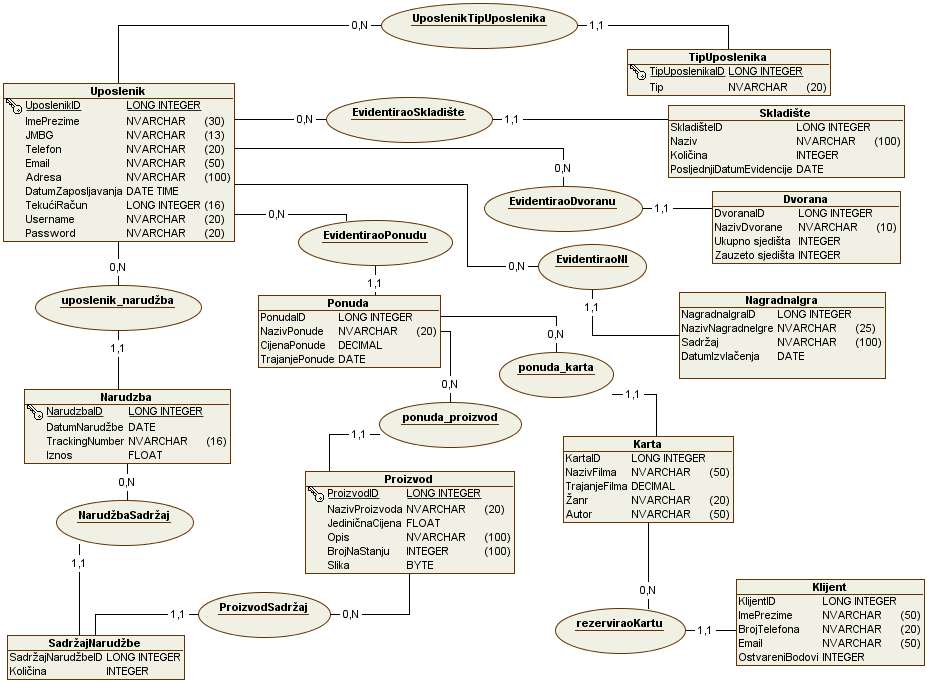 UposlenikTipUposlenika
0,N
1,1
TipUposlenika
TipUposlenikaID LONG INTEGER
Tip NVARCHAR (20)
Uposlenik
UposlenikID LONG INTEGER
ImePrezime NVARCHAR (30)
JMBG NVARCHAR (13)
Telefon NVARCHAR (20)
Email NVARCHAR (50)
Adresa NVARCHAR (100)
DatumZaposljavanja DATE TIME
TekućiRačun LONG INTEGER (16)
Username NVARCHAR (20)
Password NVARCHAR (20)
0,N
EvidentiraoSkladište
1,1
Skladište
SkladišteID LONG INTEGER
Naziv NVARCHAR (100)
Količina INTEGER
PosljednjiDatumEvidencije DATE
0,N
EvidentiraoDvoranu
1,1
Dvorana
DvoranaID LONG INTEGER
NazivDvorane NVARCHAR (10)
Ukupno sjedišta INTEGER
Zauzeto sjedišta INTEGER
0,N
EvidentiraoPonudu
1,1
0,N
EvidentiraoNI
1,1
0,N
uposlenik_narudžba
1,1
Ponuda
PonudaID LONG INTEGER
NazivPonude NVARCHAR (20)
CijenaPonude DECIMAL
TrajanjePonude DATE
NagradnaIgra
NagradnaIgraID LONG INTEGER
NazivNagradneIgre NVARCHAR (25)
Sadržaj NVARCHAR (100)
DatumIzvlačenja DATE
0,N
ponuda_karta
1,1
0,N
ponuda_proizvod
1,1
Narudzba
NarudzbaID LONG INTEGER
DatumNarudžbe DATE
TrackingNumber NVARCHAR (16)
Iznos FLOAT
Karta
KartaID LONG INTEGER
NazivFilma NVARCHAR (50)
TrajanjeFilma DECIMAL
Žanr NVARCHAR (20)
Autor NVARCHAR (50)
Proizvod
ProizvodID LONG INTEGER
NazivProizvoda NVARCHAR (20)
JediničnaCijena FLOAT
Opis NVARCHAR (100)
BrojNaStanju INTEGER (100)
Slika BYTE
0,N
NarudžbaSadržaj
1,1
1,1
ProizvodSadržaj
0,N
0,N
rezerviraoKartu
1,1
Klijent
KlijentID LONG INTEGER
ImePrezime NVARCHAR (50)
BrojTelefona NVARCHAR (20)
Email NVARCHAR (50)
OstvareniBodovi INTEGER
SadržajNarudžbe
SadržajNarudžbeID LONG INTEGER
Količina INTEGER